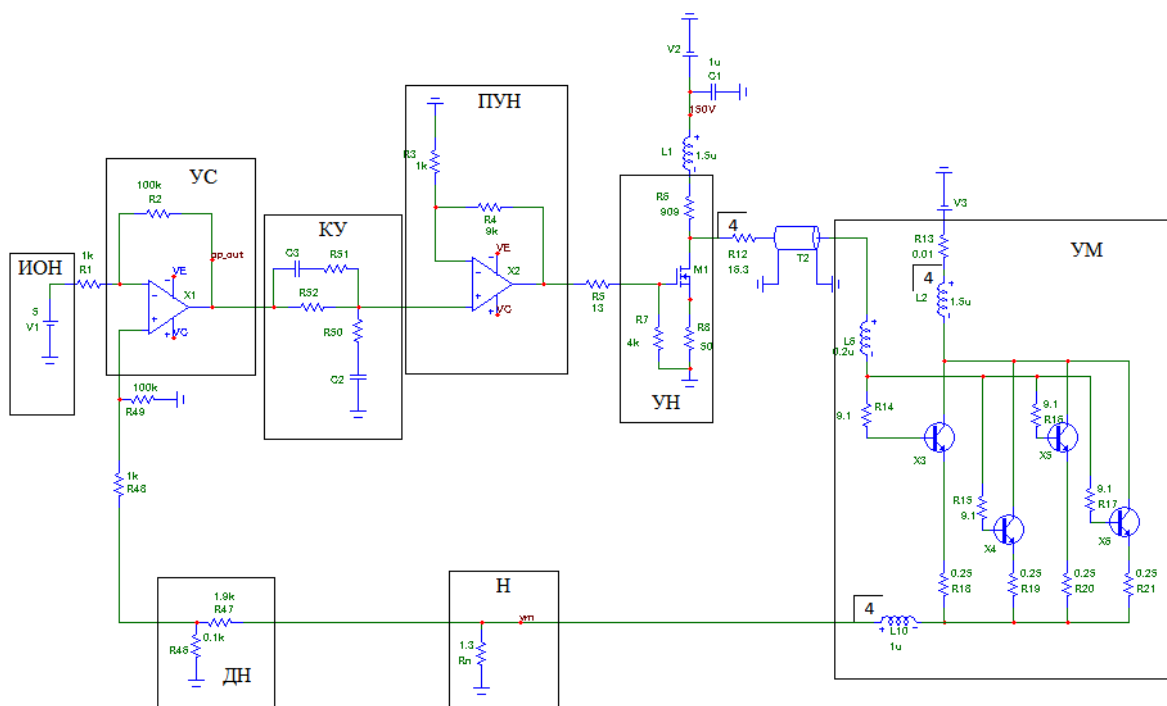 ИОН
5
V1
1k
R1
УС
100k
R2
op_out
VE
X1
VC
100k
R49
1k
R48
КУ
C3
R51
R52
R50
C2
ПУН
R3
1k
R4
9k
VE
X2
VC
R5
13
V2
1u
C1
150V
L1
1.5u
R6
909
M1
R7
4k
R8
50
УН
4
R12
16.3
T2
V3
R13
0.01
4
L2
1.5u
УМ
L6
0.2u
9.1
R14
9.1
R16
X3
X5
R15
9.1
9.1
R17
X4
X6
0.25
R18
0.25
R19
0.25
R20
0.25
R21
4
L10
1u
Н
vrn
1.3
Rn
1.9k
R47
0.1k
R46
ДН